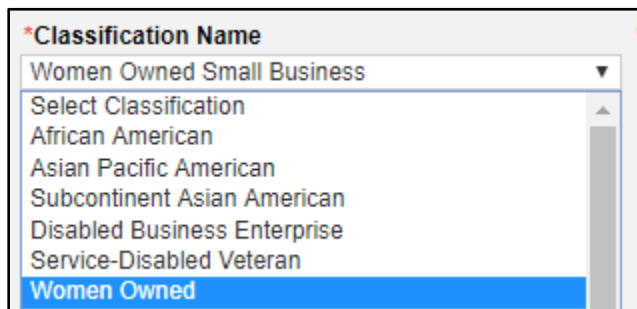 *Classification Name
Women Owned Small Business
Select Classification
African American
Asian Pacific American
Subcontinent Asian American
Disabled Business Enterprise
Service-Disabled Veteran
Women Owned